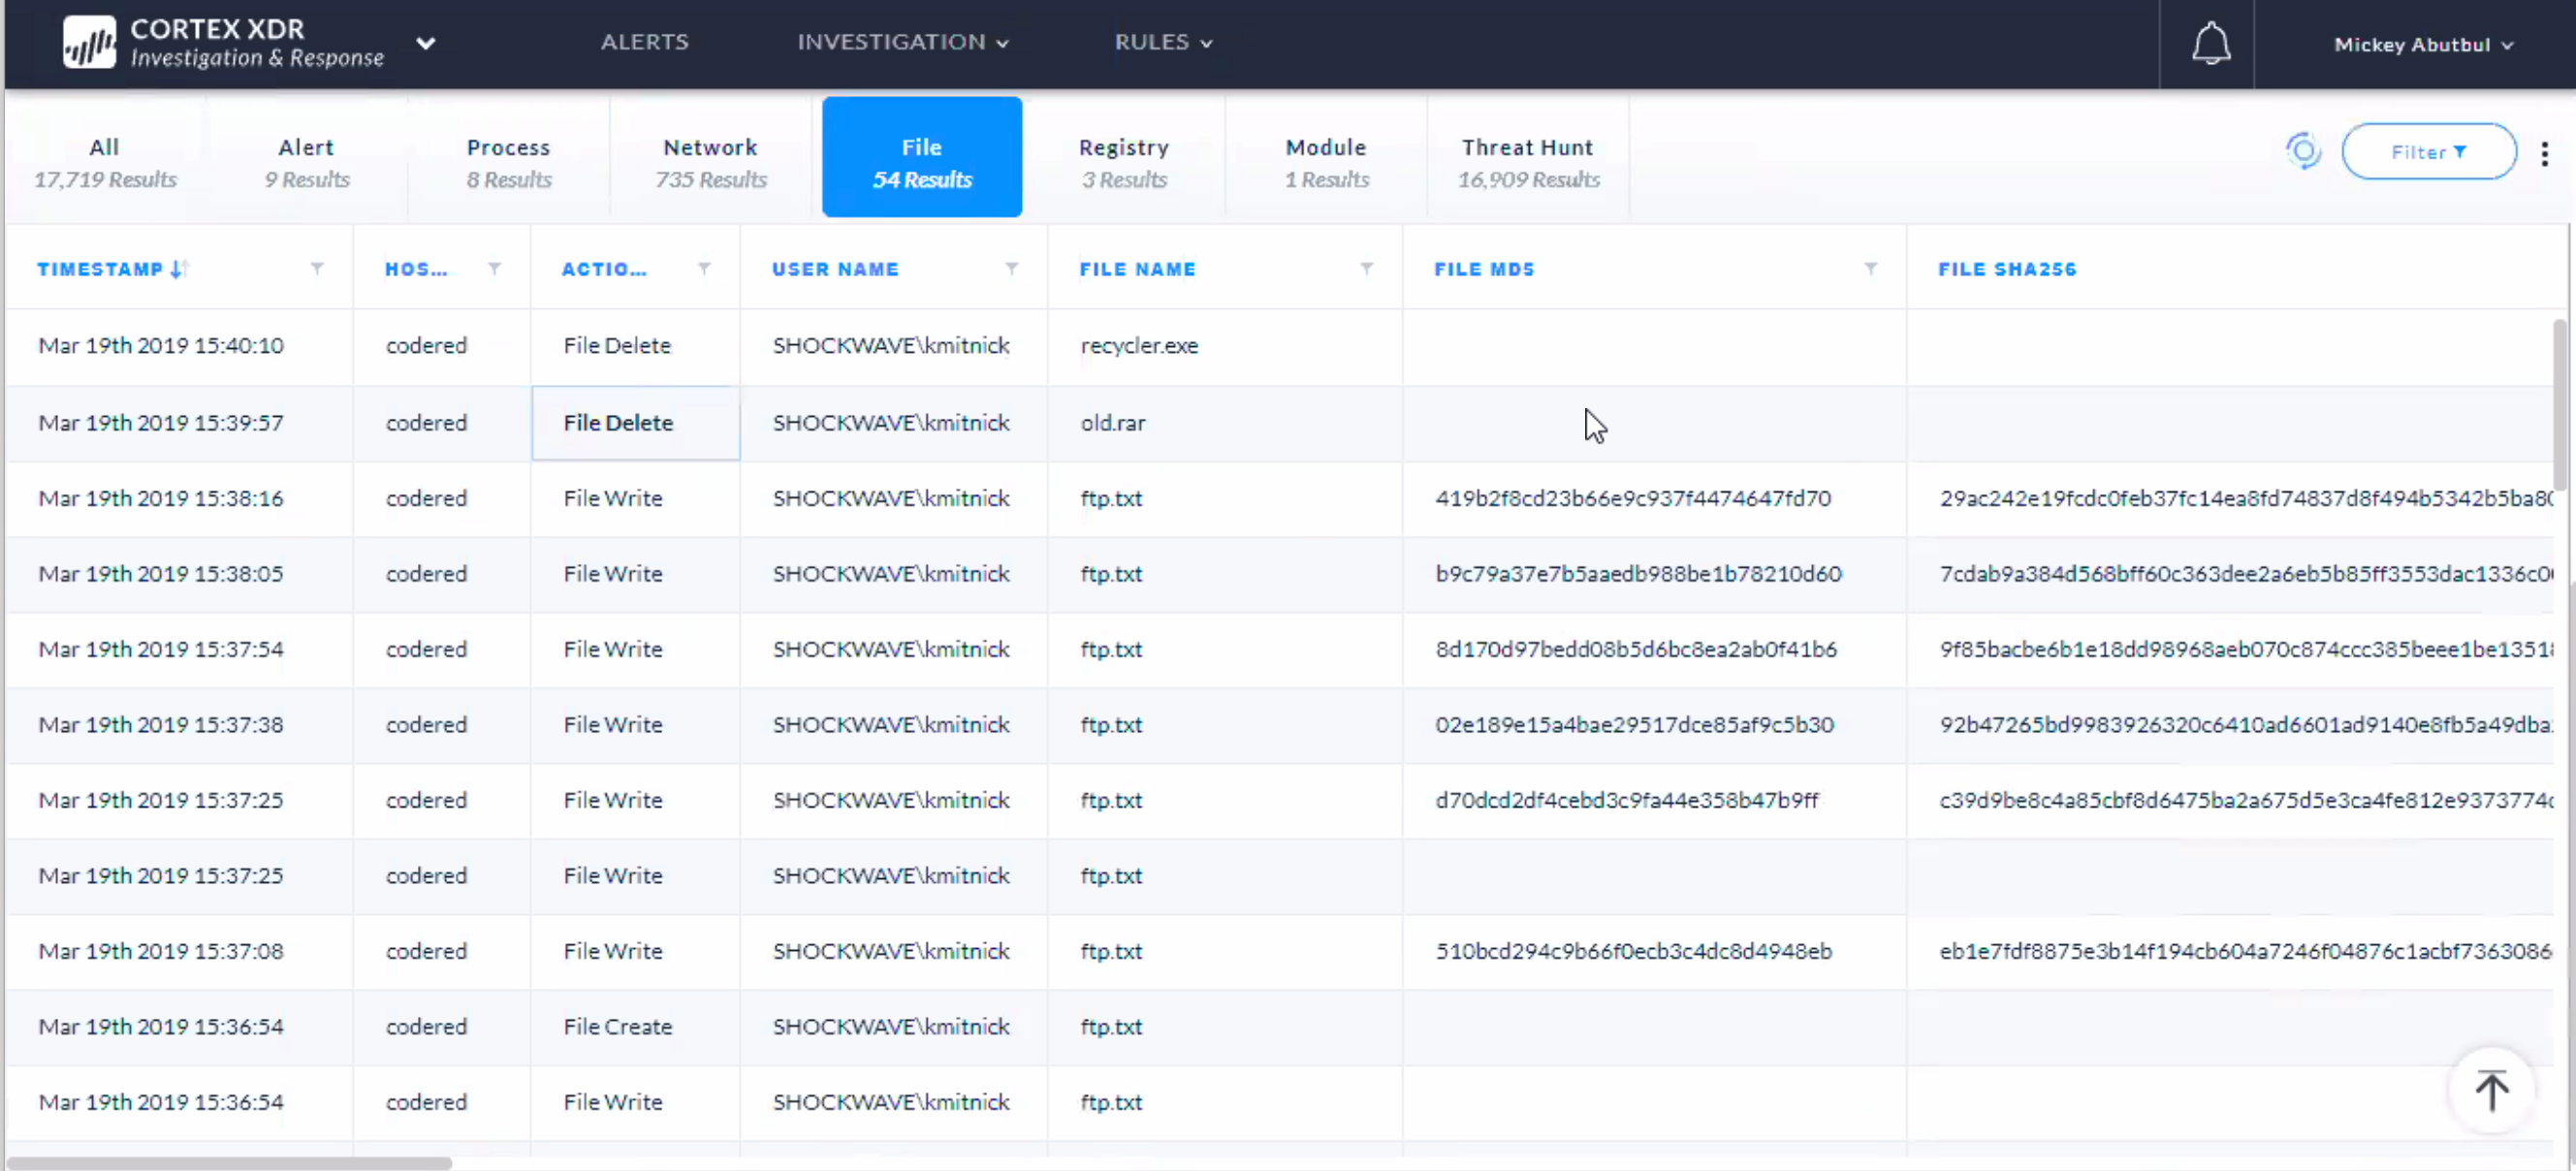 CORTEX XDR
Investigation & Response
ALERTS
INVESTIGATION
RULES
Mickey Abutbul
All
17,719 Results
Alert
9 Results
Process
8 Results
Network
735 Results
File
54 Results
Registry
3 Results
Module
1 Results
Threat Hunt
16,909 Results
Filter
TIMESTAMP HOS... ACTIO... USER NAME FILE NAME FILE MD5 FILE SHA256
Mar 19th 2019 15:40:10 codered File Delete SHOCKWAVE\kmitnick recycler.exe
Mar 19th 2019 15:39:57 codered File Delete SHOCKWAVE\kmitnick old.rar
Mar 19th 2019 15:38:16 codered File Write SHOCKWAVE\kmitnick ftp.txt 419b2f8cd23b66e9c937f4474647fd70 29ac242e19fcdc0feb37fc14ea8fd74837d8f494b5342b5ba80
Mar 19th 2019 15:38:05 codered File Write SHOCKWAVE\kmitnick ftp.txt b9c79a37e7b5aaedb988be1b78210d60 7cdab9a384d568bff60c363dee2a6eb5b85ff3553dac1336c0
Mar 19th 2019 15:37:54 codered File Write SHOCKWAVE\kmitnick ftp.txt 8d170d97bedd08b5d6bc8ea2ab0f41b6 9f85bacbe6b1e18dd98968aeb070c874ccc385beee1be1351
Mar 19th 2019 15:37:38 codered File Write SHOCKWAVE\kmitnick ftp.txt 02e189e15a4bae29517dce85af9c5b30 92b47265bd9983926320c6410ad6601ad9140e8fb5a49dba
Mar 19th 2019 15:37:25 codered File Write SHOCKWAVE\kmitnick ftp.txt d70dcd2df4cebd3c9fa44e358b47b9ff c39d9be8c4a85cbf8d6475ba2a675d5e3ca4fe812e9373774
Mar 19th 2019 15:37:25 codered File Write SHOCKWAVE\kmitnick ftp.txt
Mar 19th 2019 15:37:08 codered File Write SHOCKWAVE\kmitnick ftp.txt 510bcd294c9b66f0ecb3c4dc8d4948eb eb1e7fdf8875e3b14f194cb604a7246f04876c1acbf7363086
Mar 19th 2019 15:36:54 codered File Create SHOCKWAVE\kmitnick ftp.txt
Mar 19th 2019 15:36:54 codered File Write SHOCKWAVE\kmitnick ftp.txt